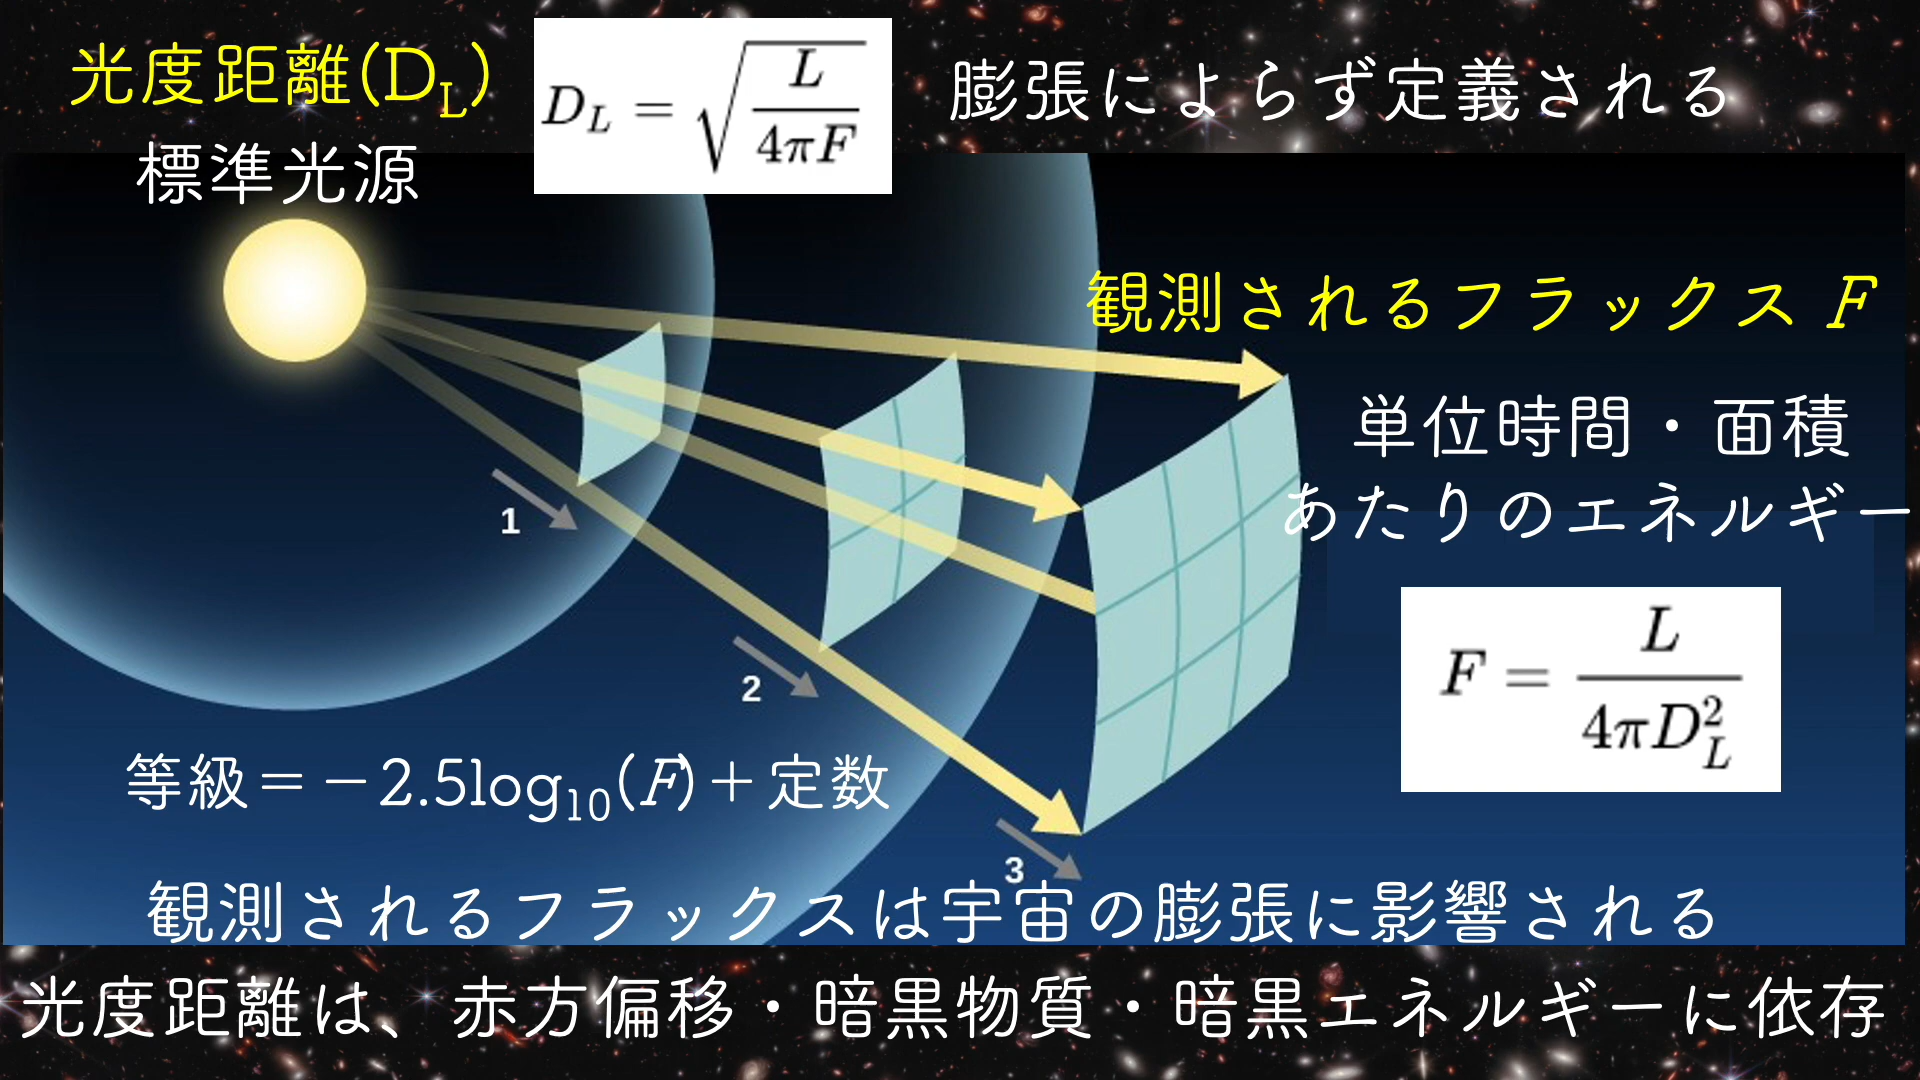 光度距離(D_L)
標準光源
D_L = √(L / 4πF)
膨張によらず定義される
観測されるフラックス F
単位時間・面積
あたりのエネルギー
F = L / 4πD_L^2
1
2
3
等級＝－2.5log₁₀(F)＋定数
観測されるフラックスは宇宙の膨張に影響される
光度距離は、赤方偏移・暗黒物質・暗黒エネルギーに依存